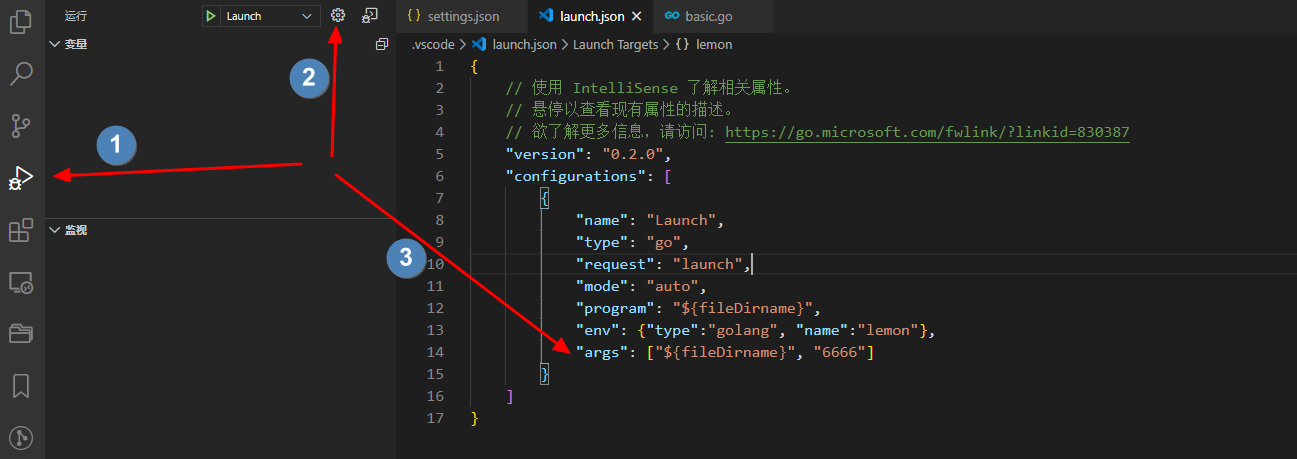 运行
Launch
变量
监视
1
2
3
{ } settings.json
launch.json
basic.go
.vscode > launch.json > Launch Targets > { } lemon
1 {
2 // 使用 IntelliSense 了解相关属性。
3 // 悬停以查看现有属性的描述。
4 // 欲了解更多信息，请访问: https://go.microsoft.com/fwlink/?linkid=830387
5 "version": "0.2.0",
6 "configurations": [
7 {
8 "name": "Launch",
9 "type": "go",
10 "request": "launch",
11 "mode": "auto",
12 "program": "${fileDirname}",
13 "env": {"type":"golang", "name":"lemon"},
14 "args": ["${fileDirname}", "6666"]
15 }
16 ]
17 }